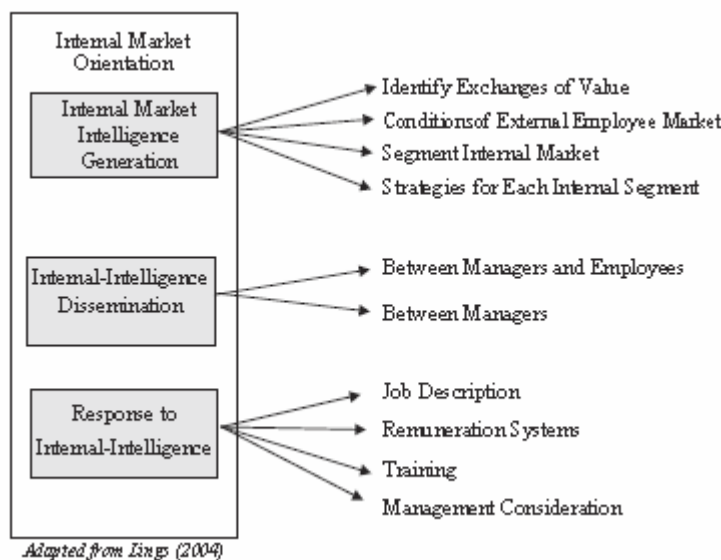 Internal Market
Orientation
Internal Market
Intelligence
Generation
Identify Exchanges of Value
Conditionsof External Employee Market
Segment Internal Market
Strategies for Each Internal Segment
Internal-Intelligence
Dissemination
Between Managers and Employees
Between Managers
Response to
Internal-Intelligence
Job Description
Remuneration Systems
Training
Management Consideration
Adapted from Lings (2004)